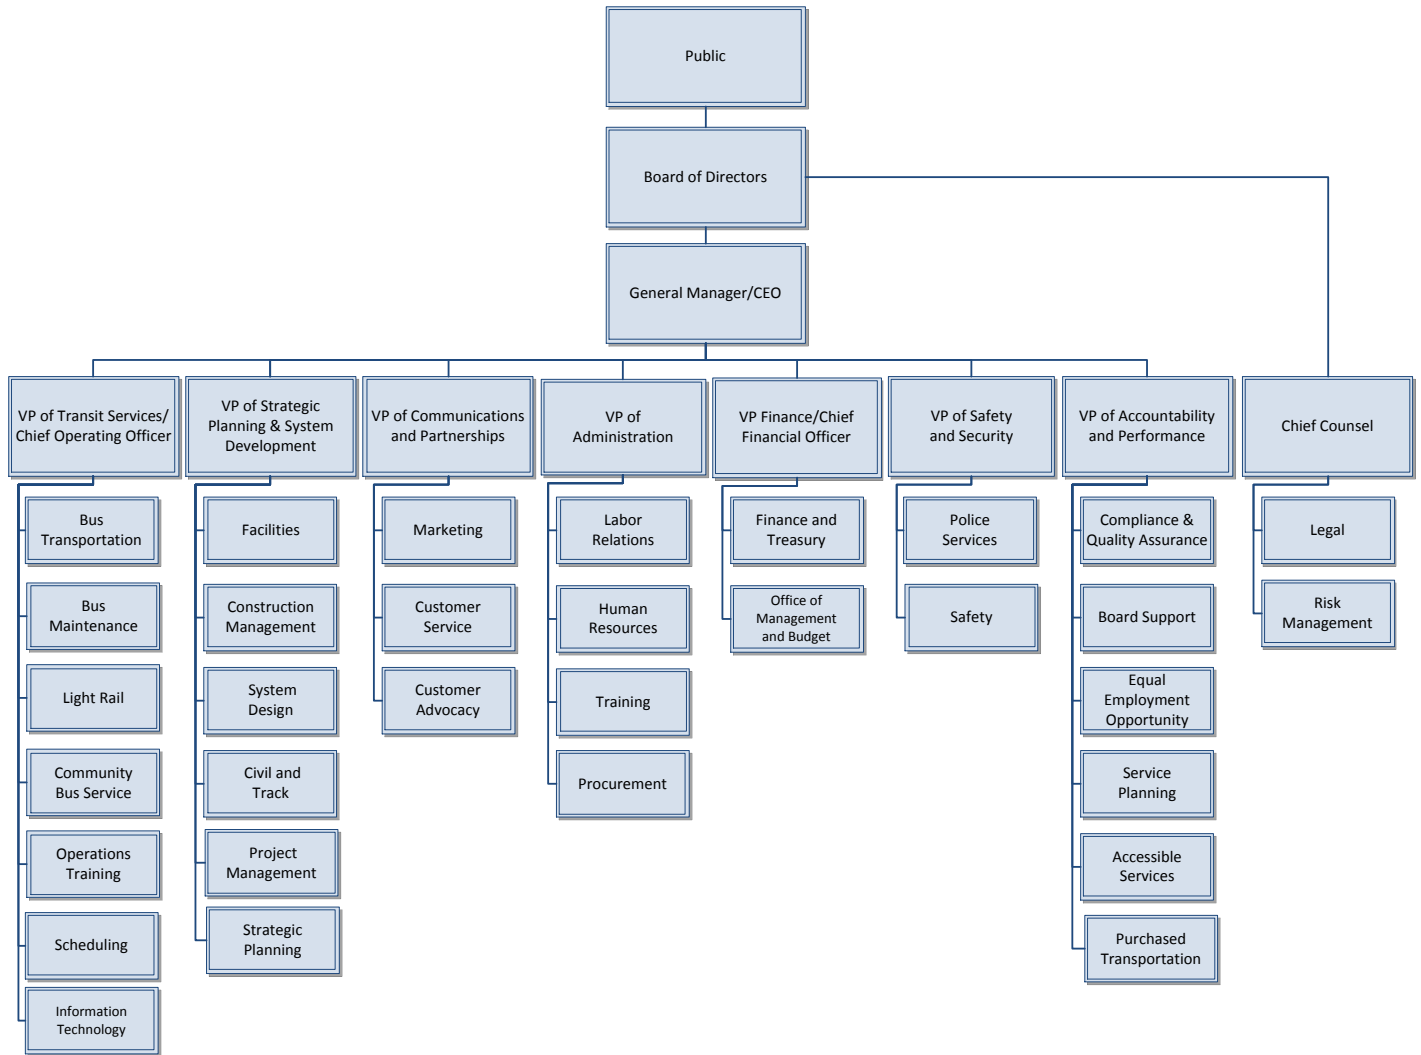 Public
Board of Directors
General Manager/CEO
VP of Transit Services/
Chief Operating Officer
VP of Strategic
Planning & System
Development
VP of Communications
and Partnerships
VP of
Administration
VP Finance/Chief
Financial Officer
VP of Safety
and Security
VP of Accountability
and Performance
Chief Counsel
Bus
Transportation
Bus
Maintenance
Light Rail
Community
Bus Service
Operations
Training
Scheduling
Information
Technology
Facilities
Construction
Management
System
Design
Civil and
Track
Project
Management
Strategic
Planning
Marketing
Customer
Service
Customer
Advocacy
Labor
Relations
Human
Resources
Training
Procurement
Finance and
Treasury
Office of
Management
and Budget
Police
Services
Safety
Compliance &
Quality Assurance
Board Support
Equal
Employment
Opportunity
Service
Planning
Accessible
Services
Purchased
Transportation
Legal
Risk
Management